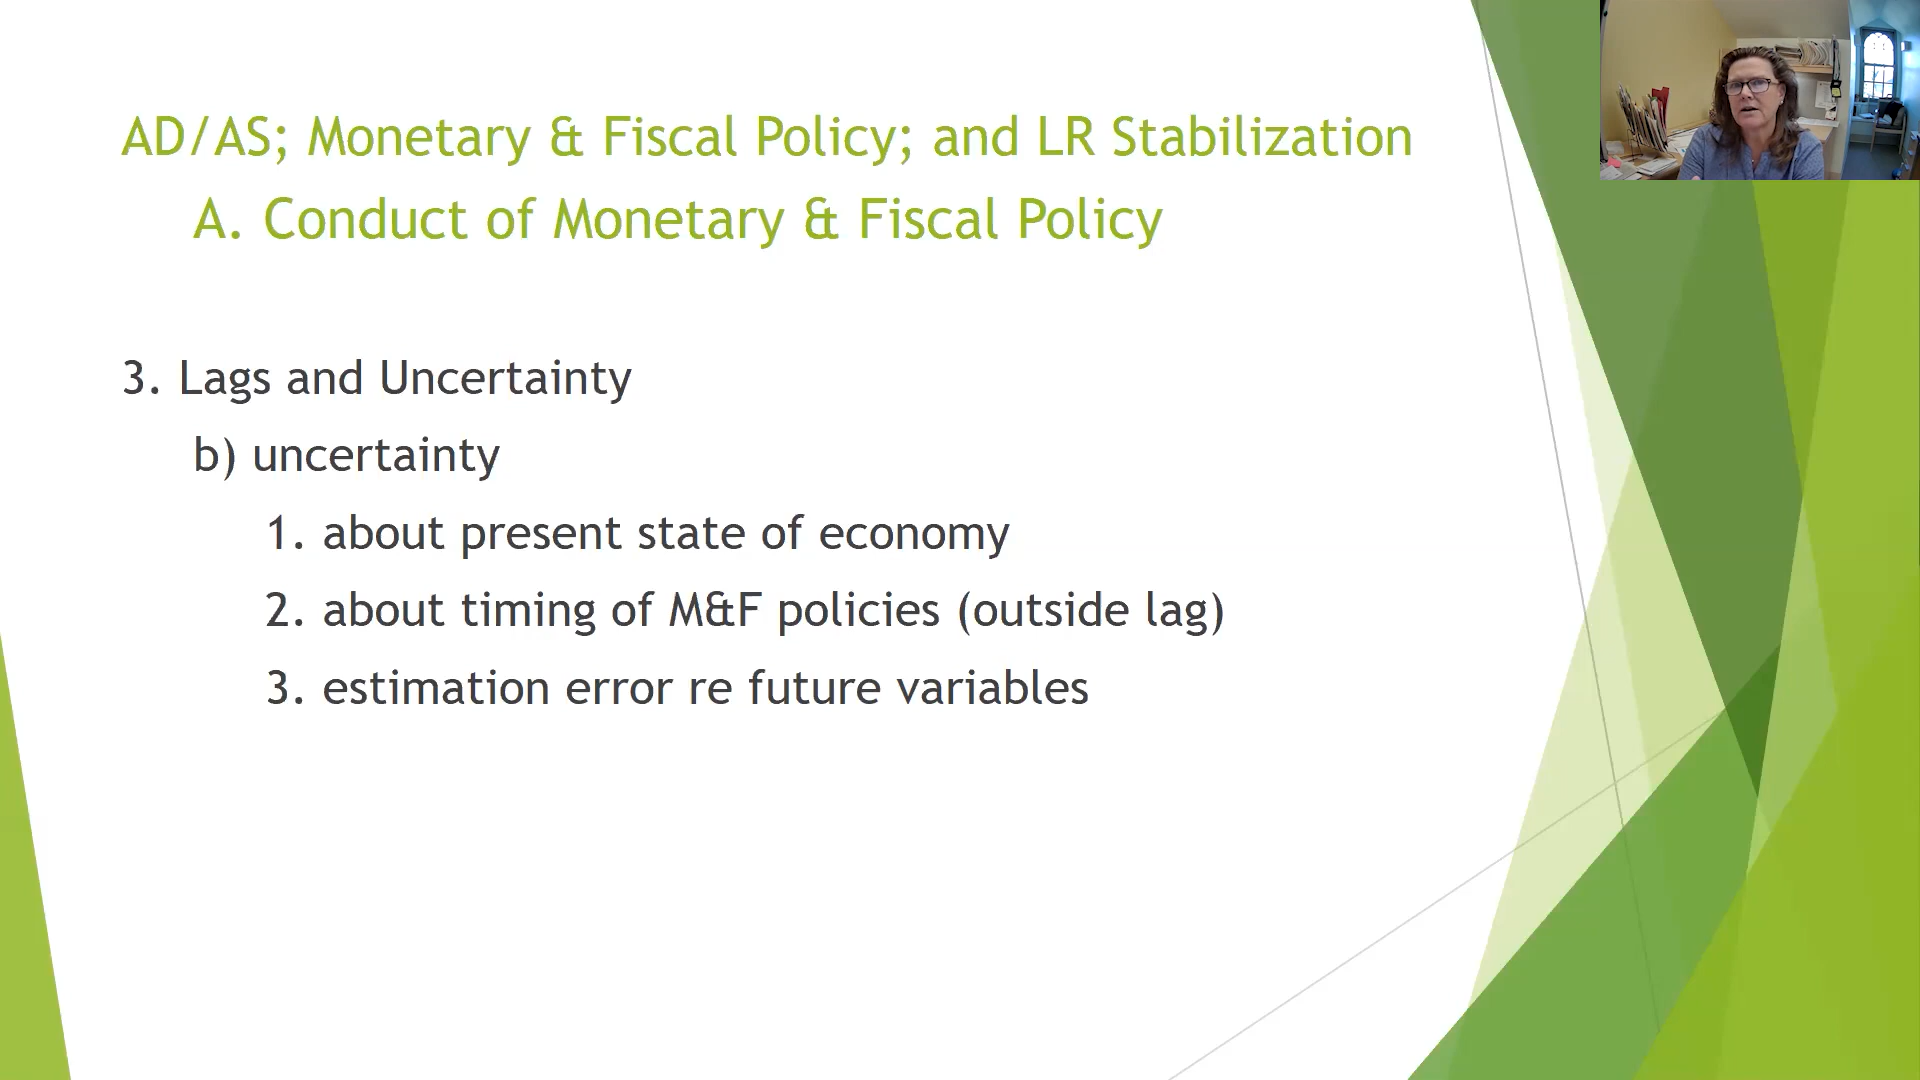 AD/AS; Monetary & Fiscal Policy; and LR Stabilization
A. Conduct of Monetary & Fiscal Policy
3. Lags and Uncertainty
b) uncertainty
1. about present state of economy
2. about timing of M&F policies (outside lag)
3. estimation error re future variables